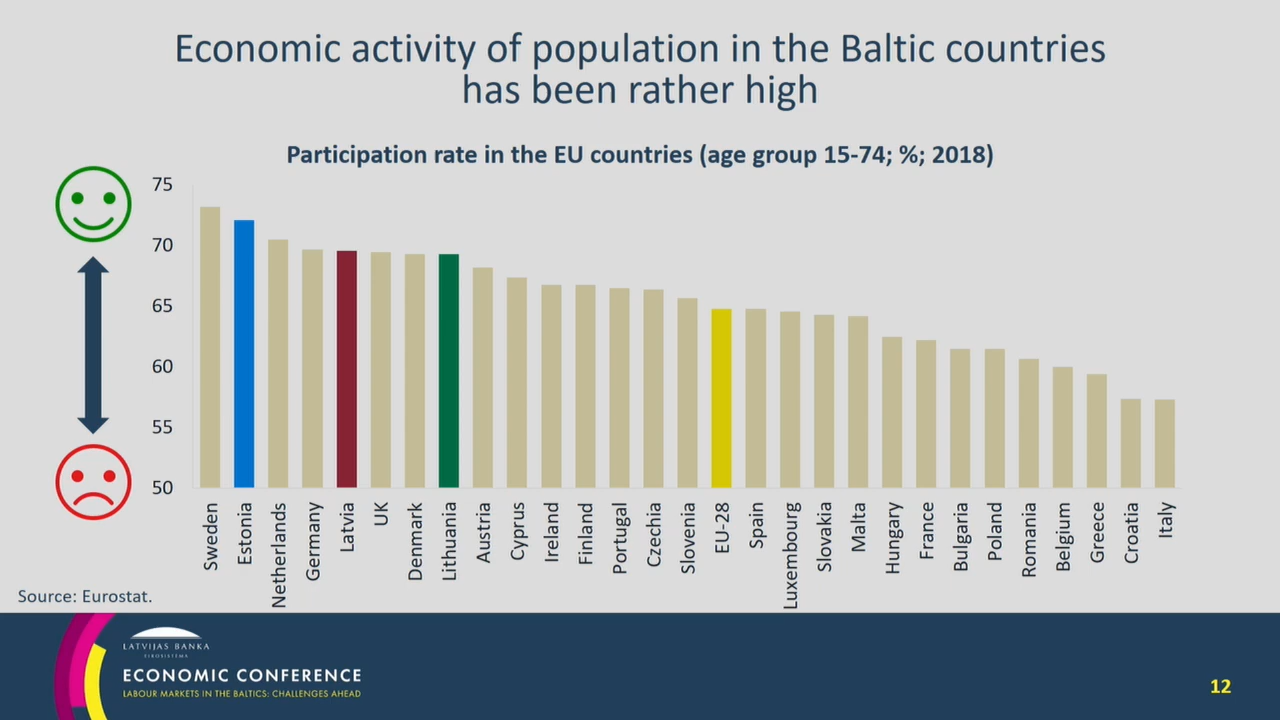 Economic activity of population in the Baltic countries
has been rather high
Participation rate in the EU countries (age group 15-74; %; 2018)
75
70
65
60
55
50
Sweden
Estonia
Netherlands
Germany
Latvia
UK
Denmark
Lithuania
Austria
Cyprus
Ireland
Finland
Portugal
Czechia
Slovenia
EU-28
Spain
Luxembourg
Slovakia
Malta
Hungary
France
Bulgaria
Poland
Romania
Belgium
Greece
Croatia
Italy
Source: Eurostat.
LATVIJAS BANKA
EIROSISTĒMA
ECONOMIC CONFERENCE
LABOUR MARKETS IN THE BALTICS: CHALLENGES AHEAD
12